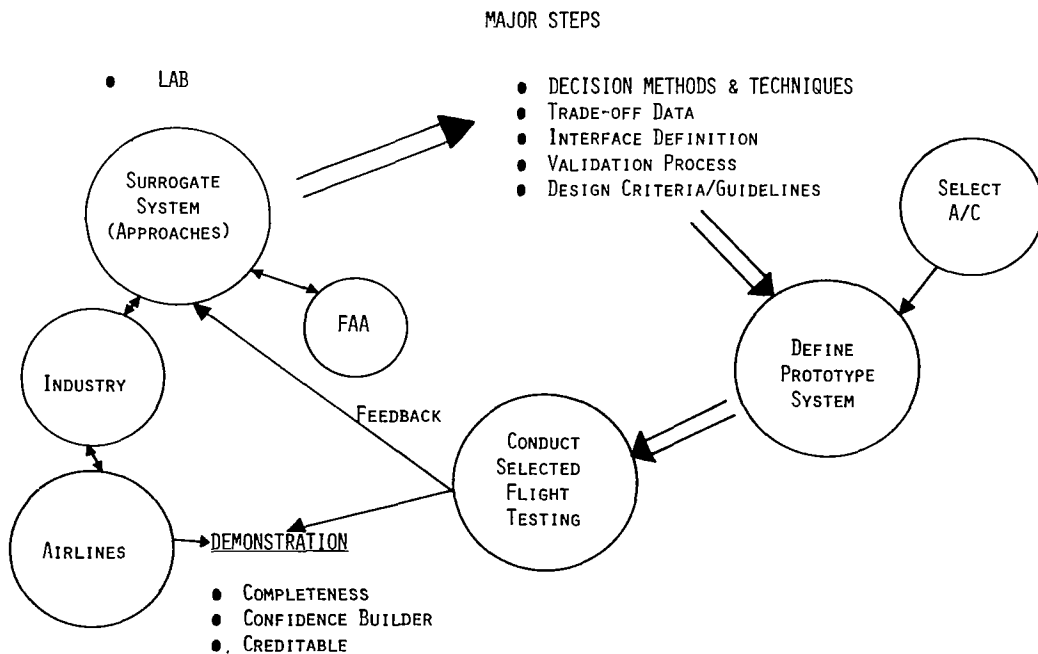 MAJOR STEPS
• LAB
• DECISION METHODS & TECHNIQUES
• TRADE-OFF DATA
• INTERFACE DEFINITION
• VALIDATION PROCESS
• DESIGN CRITERIA/GUIDELINES
SURROGATE
SYSTEM
(APPROACHES)
SELECT
A/C
FAA
INDUSTRY
DEFINE
PROTOTYPE
SYSTEM
FEEDBACK
CONDUCT
SELECTED
FLIGHT
TESTING
AIRLINES
DEMONSTRATION
• COMPLETENESS
• CONFIDENCE BUILDER
• CREDITABLE